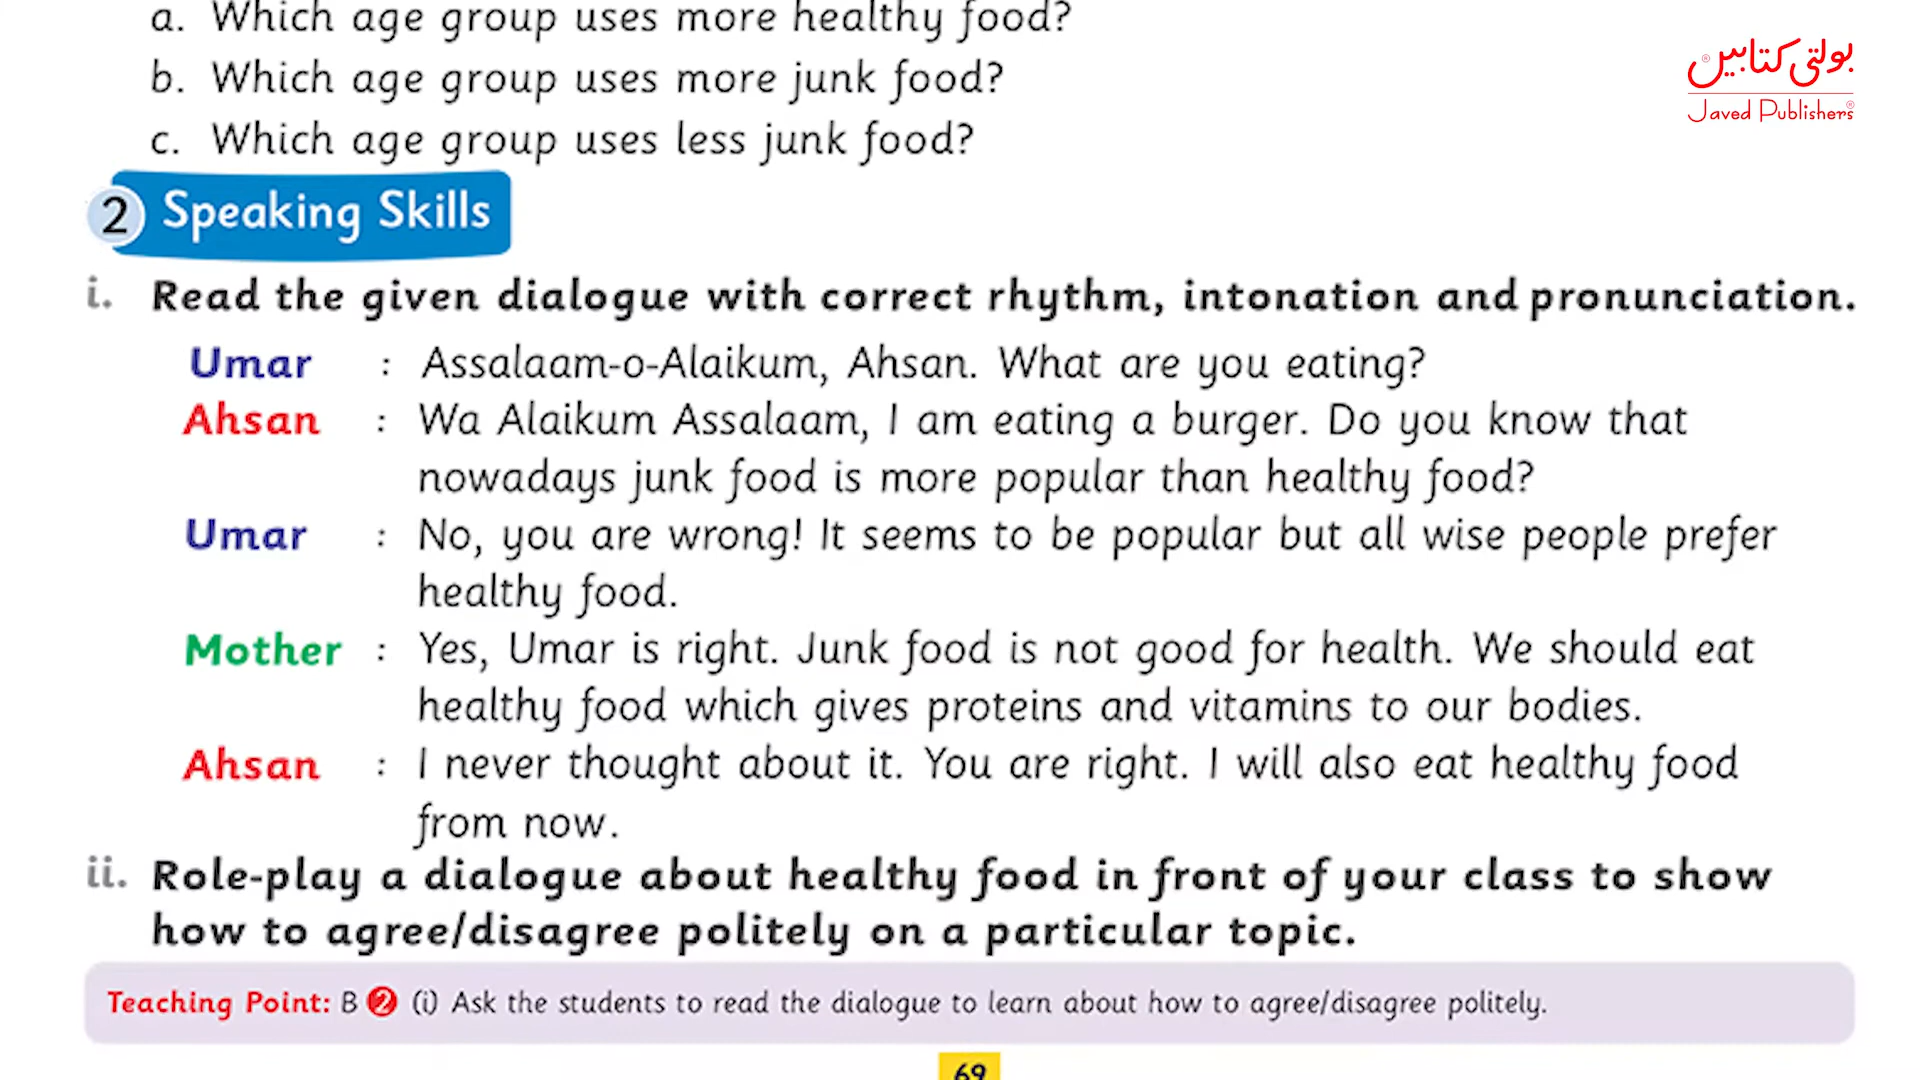 a. Which age group uses more healthy food?
بولتی کتابیں®
b. Which age group uses more junk food?
Javed Publishers®
c. Which age group uses less junk food?
2 Speaking Skills
i. Read the given dialogue with correct rhythm, intonation and pronunciation.
Umar : Assalaam-o-Alaikum, Ahsan. What are you eating?
Ahsan : Wa Alaikum Assalaam, I am eating a burger. Do you know that
nowadays junk food is more popular than healthy food?
Umar : No, you are wrong! It seems to be popular but all wise people prefer
healthy food.
Mother : Yes, Umar is right. Junk food is not good for health. We should eat
healthy food which gives proteins and vitamins to our bodies.
Ahsan : I never thought about it. You are right. I will also eat healthy food
from now.
ii. Role-play a dialogue about healthy food in front of your class to show
how to agree/disagree politely on a particular topic.
Teaching Point: B 2 (i) Ask the students to read the dialogue to learn about how to agree/disagree politely.
69